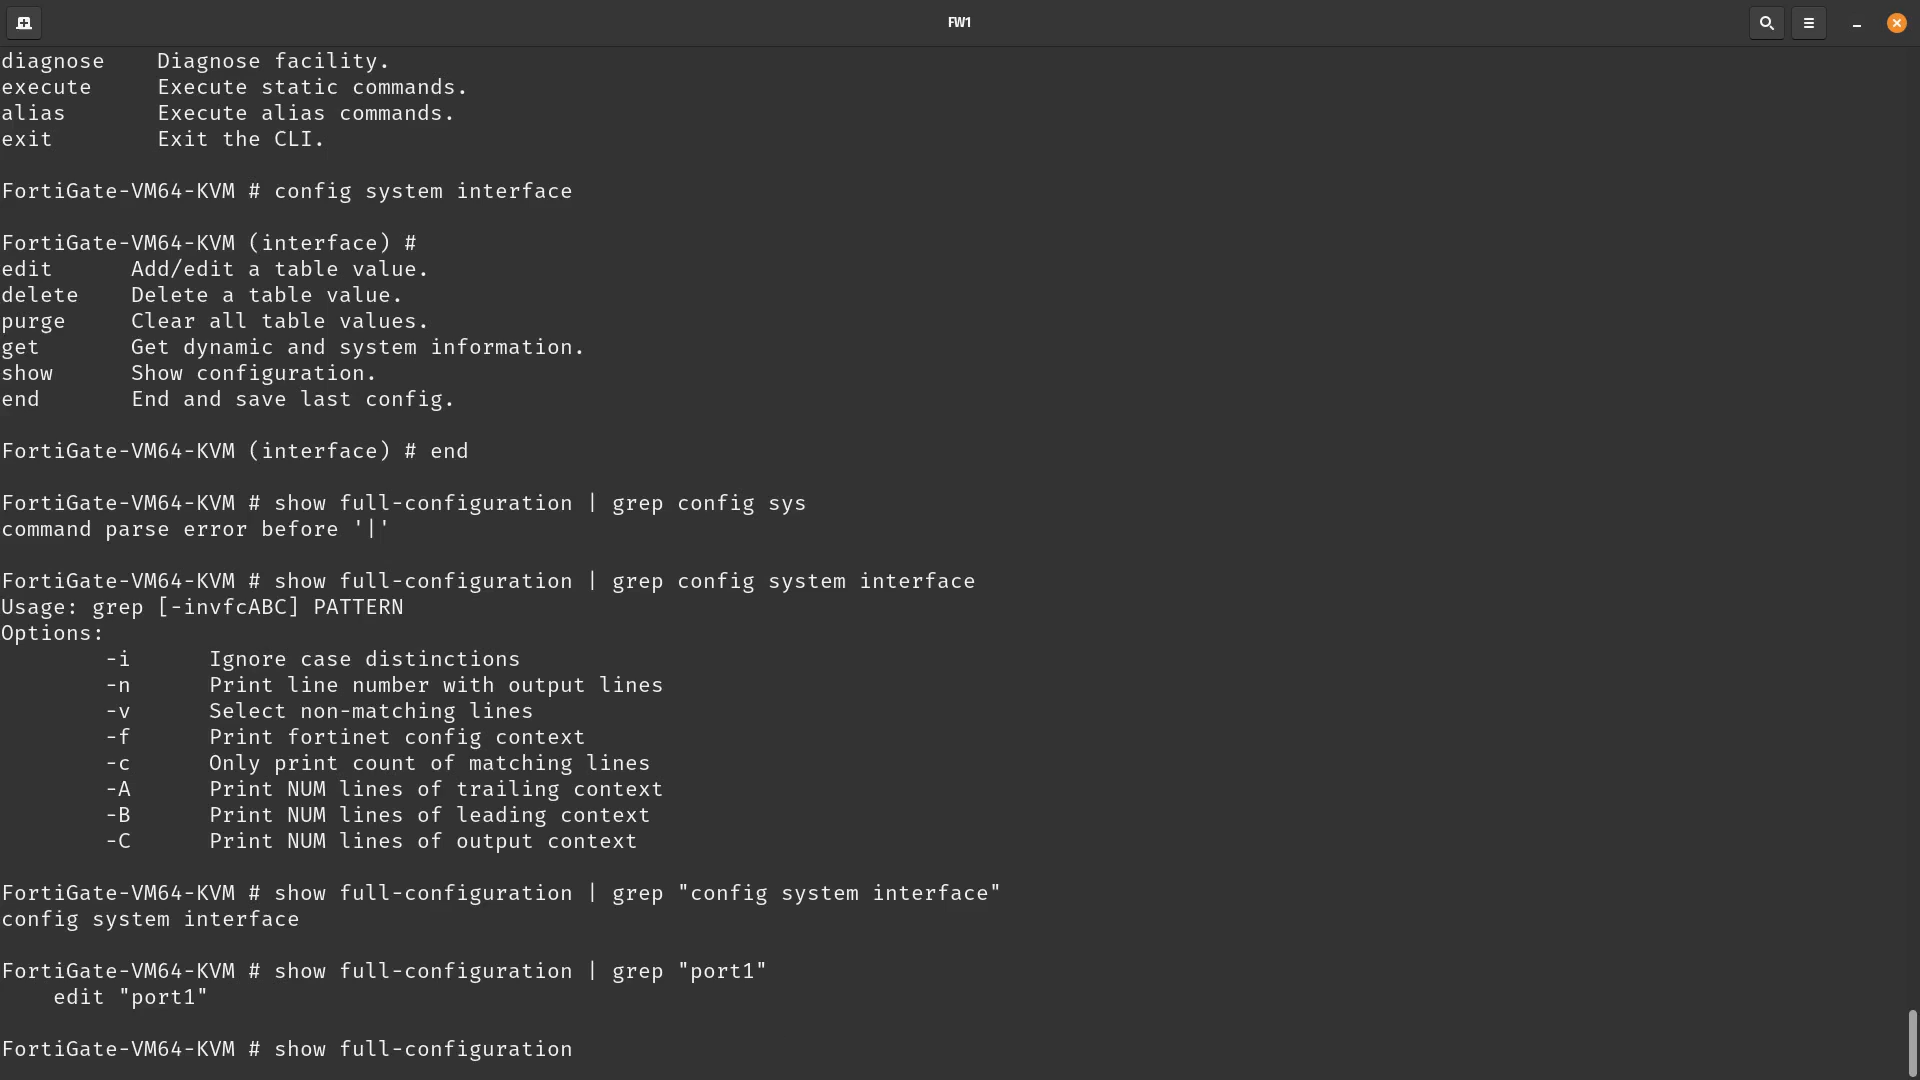 FW1
diagnose    Diagnose facility.
execute     Execute static commands.
alias       Execute alias commands.
exit        Exit the CLI.
FortiGate-VM64-KVM # config system interface
FortiGate-VM64-KVM (interface) #
edit      Add/edit a table value.
delete    Delete a table value.
purge     Clear all table values.
get       Get dynamic and system information.
show      Show configuration.
end       End and save last config.
FortiGate-VM64-KVM (interface) # end
FortiGate-VM64-KVM # show full-configuration | grep config sys
command parse error before '|'
FortiGate-VM64-KVM # show full-configuration | grep config system interface
Usage: grep [-invfcABC] PATTERN
Options:
        -i      Ignore case distinctions
        -n      Print line number with output lines
        -v      Select non-matching lines
        -f      Print fortinet config context
        -c      Only print count of matching lines
        -A      Print NUM lines of trailing context
        -B      Print NUM lines of leading context
        -C      Print NUM lines of output context
FortiGate-VM64-KVM # show full-configuration | grep "config system interface"
config system interface
FortiGate-VM64-KVM # show full-configuration | grep "port1"
    edit "port1"
FortiGate-VM64-KVM # show full-configuration